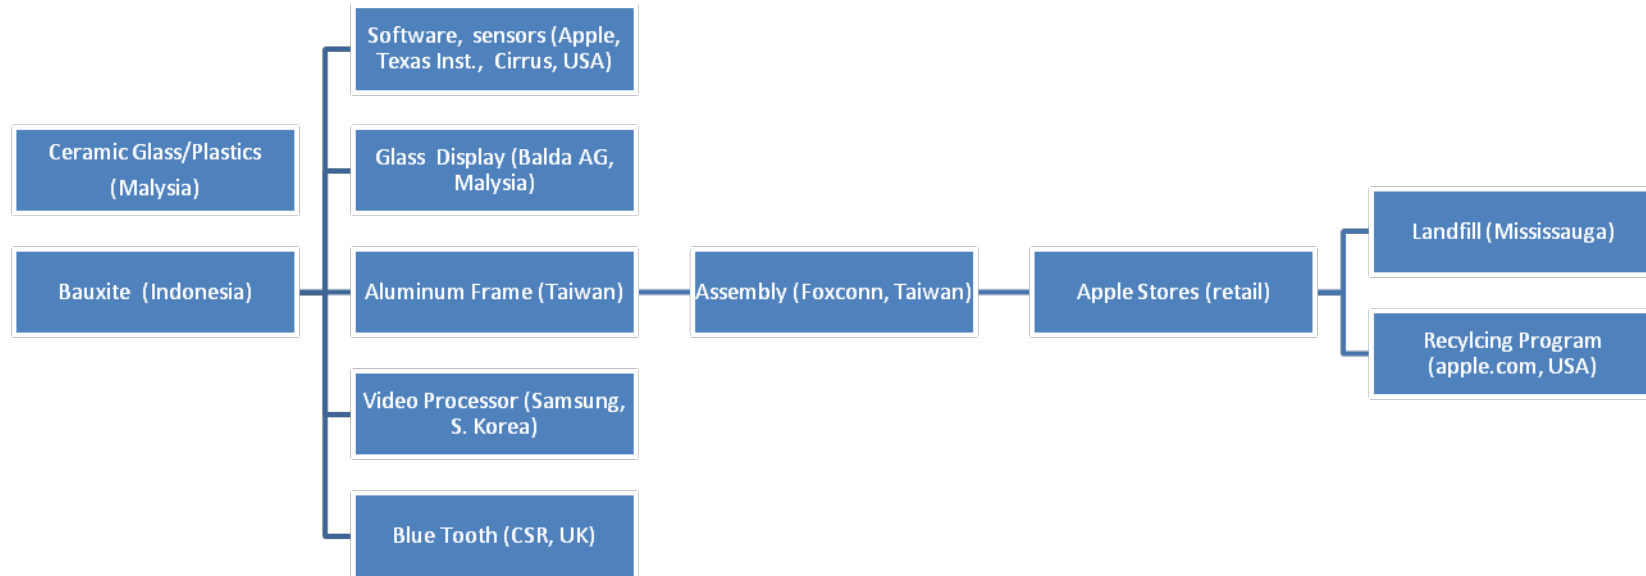 Ceramic Glass/Plastics
(Malysia)
Bauxite (Indonesia)
Software, sensors (Apple,
Texas Inst., Cirrus, USA)
Glass Display (Balda AG,
Malysia)
Aluminum Frame (Taiwan)
Video Processor (Samsung,
S. Korea)
Blue Tooth (CSR, UK)
Assembly (Foxconn, Taiwan)
Apple Stores (retail)
Landfill (Mississauga)
Recylcing Program
(apple.com, USA)